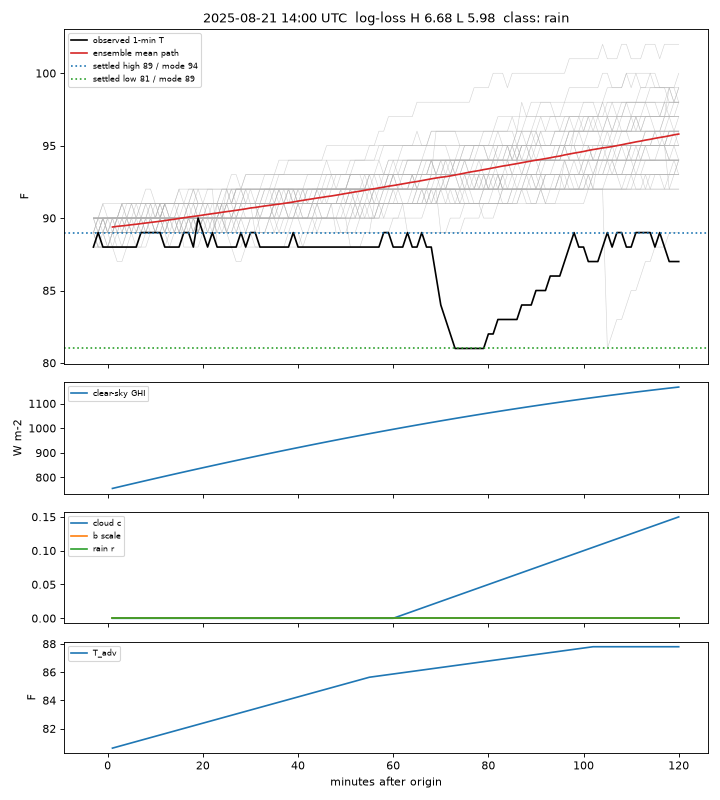 2025-08-21 14:00 UTC  log-loss H 6.68 L 5.98  class: rain
observed 1-min T
ensemble mean path
settled high 89 / mode 94
settled low 81 / mode 89
100
95
90
85
80
F
clear-sky GHI
1100
1000
900
800
W m-2
cloud c
b scale
rain r
0.15
0.10
0.05
0.00
T_adv
88
86
84
82
F
0 20 40 60 80 100 120
minutes after origin